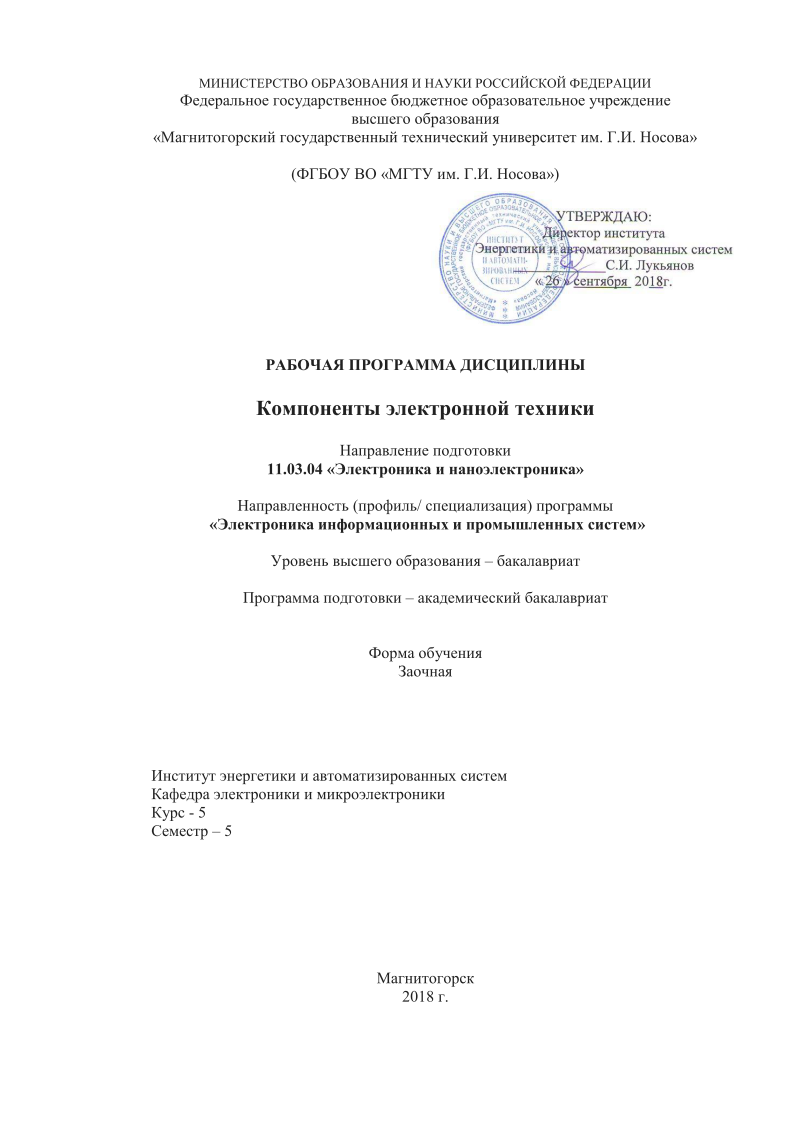 МИНИСТЕРСТВО ОБРАЗОВАНИЯ И НАУКИ РОССИЙСКОЙ ФЕДЕРАЦИИ
Федеральное государственное бюджетное образовательное учреждение
высшего образования
«Магнитогорский государственный технический университет им. Г.И. Носова»
(ФГБОУ ВО «МГТУ им. Г.И. Носова»)
УТВЕРЖДАЮ:
Директор института
Энергетики и автоматизированных систем
С.И. Лукьянов
« 26 » сентября 2018г.
ИНСТИТУТ
И АВТОМАТИ-
ЗИРОВАННЫХ
СИСТЕМ
РАБОЧАЯ ПРОГРАММА ДИСЦИПЛИНЫ
Компоненты электронной техники
Направление подготовки
11.03.04 «Электроника и наноэлектроника»
Направленность (профиль/ специализация) программы
«Электроника информационных и промышленных систем»
Уровень высшего образования – бакалавриат
Программа подготовки – академический бакалавриат
Форма обучения
Заочная
Институт энергетики и автоматизированных систем
Кафедра электроники и микроэлектроники
Курс - 5
Семестр – 5
Магнитогорск
2018 г.